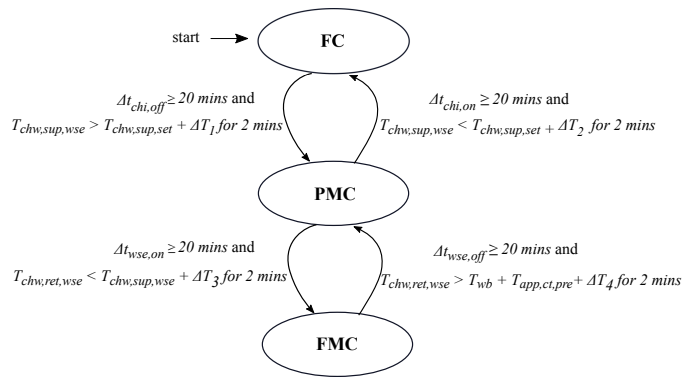 start
FC
Δt_chi,off ≥ 20 mins and
T_chw,sup,wse > T_chw,sup,set + ΔT_1 for 2 mins
Δt_chi,on ≥ 20 mins and
T_chw,sup,wse < T_chw,sup,set + ΔT_2 for 2 mins
PMC
Δt_wse,on ≥ 20 mins and
T_chw,ret,wse < T_chw,sup,wse + ΔT_3 for 2 mins
Δt_wse,off ≥ 20 mins and
T_chw,ret,wse > T_wb + T_app,ct,pre + ΔT_4 for 2 mins
FMC